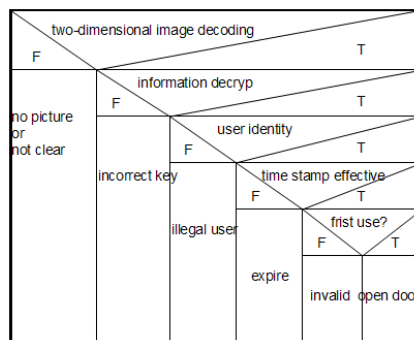 two-dimensional image decoding
F
T
information decryp
F
T
no picture
or
not clear
user identity
F
T
incorrect key
time stamp effective
F
T
illegal user
frist use?
F
T
expire
invalid
open doo